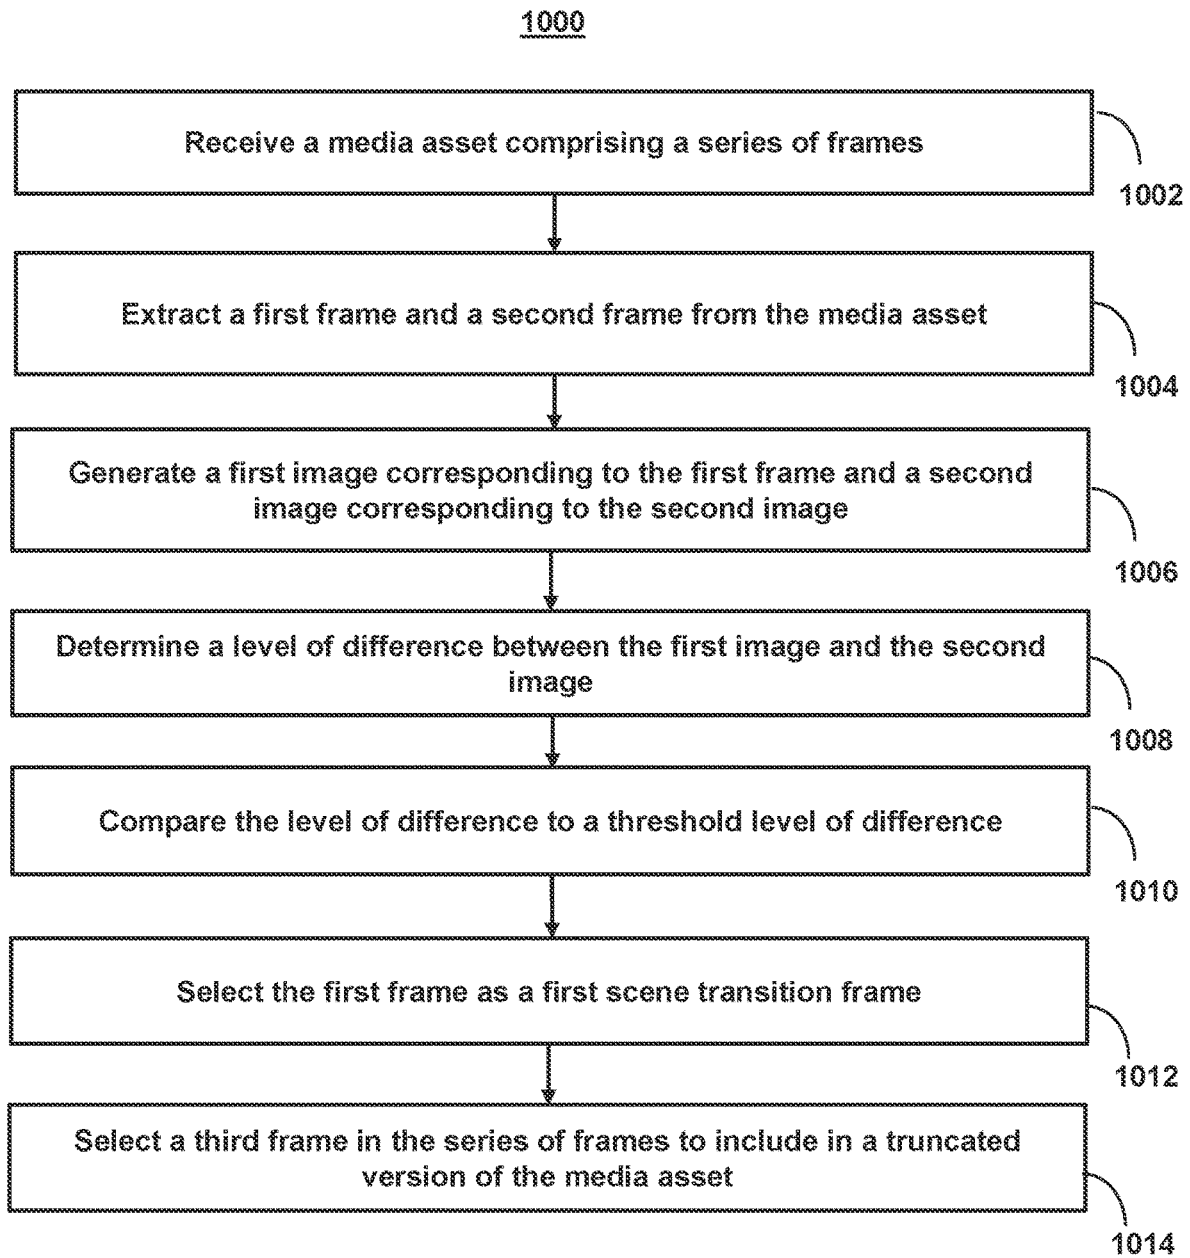 1000
Receive a media asset comprising a series of frames
1002
Extract a first frame and a second frame from the media asset
1004
Generate a first image corresponding to the first frame and a second
image corresponding to the second image
1006
Determine a level of difference between the first image and the second
image
1008
Compare the level of difference to a threshold level of difference
1010
Select the first frame as a first scene transition frame
1012
Select a third frame in the series of frames to include in a truncated
version of the media asset
1014